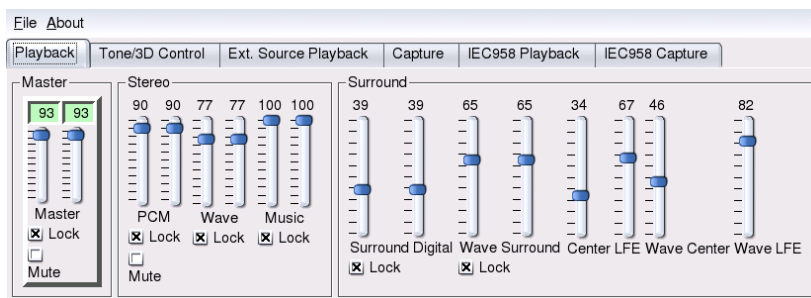 File About
Playback Tone/3D Control Ext. Source Playback Capture IEC958 Playback IEC958 Capture
Master Stereo Surround
93 93 90 90 77 77 100 100 39 39 65 65 34 67 46 82
Master PCM Wave Music Surround Digital Wave Surround Center LFE Wave Center Wave LFE
Lock Lock Lock Lock Lock Lock
Mute Mute